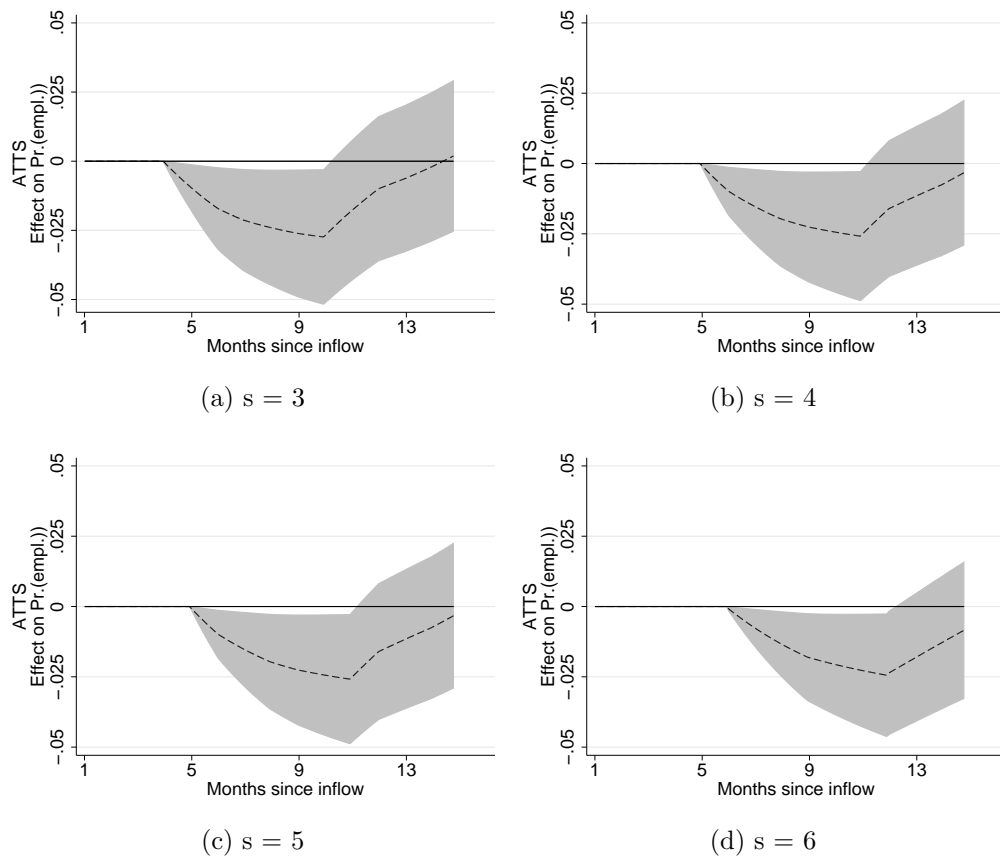 .05
.025
0
−.025
−.05
ATTS
Effect on Pr.(empl.))
1 5 9 13
Months since inflow
(a) s = 3
.05
.025
0
−.025
−.05
ATTS
Effect on Pr.(empl.))
1 5 9 13
Months since inflow
(b) s = 4
.05
.025
0
−.025
−.05
ATTS
Effect on Pr.(empl.))
1 5 9 13
Months since inflow
(c) s = 5
.05
.025
0
−.025
−.05
ATTS
Effect on Pr.(empl.))
1 5 9 13
Months since inflow
(d) s = 6